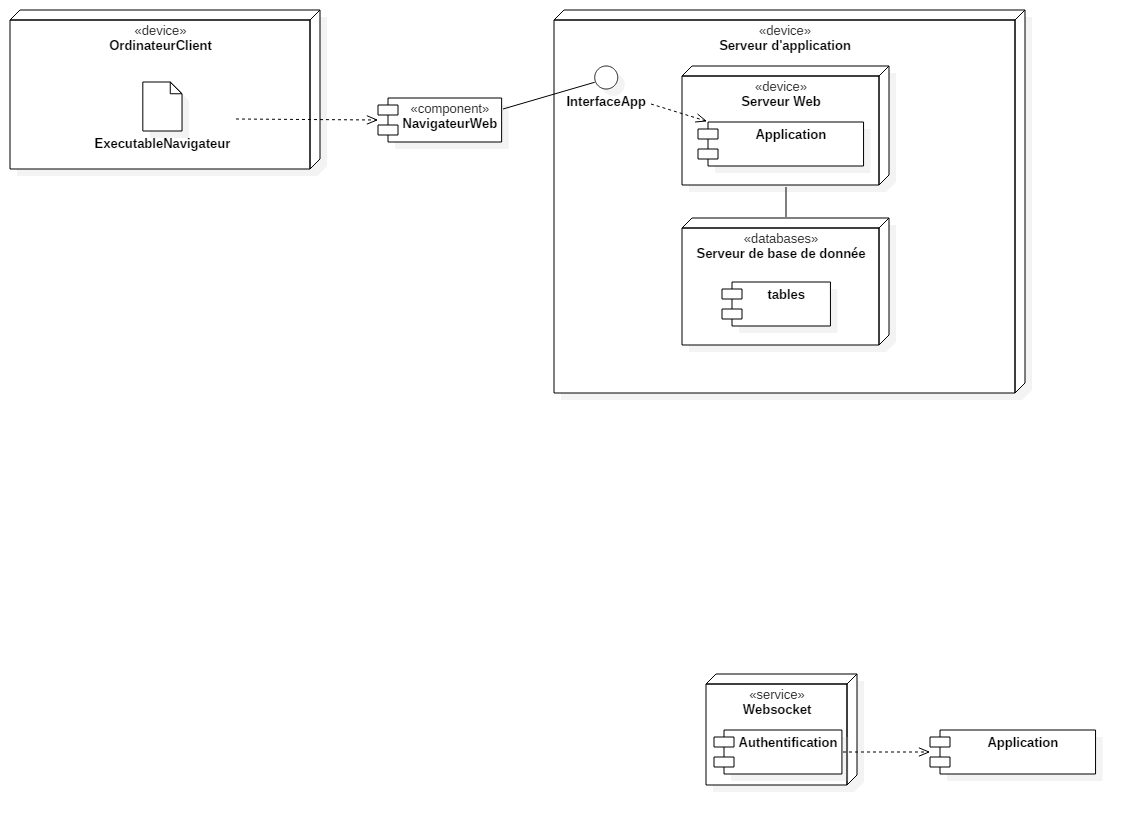 «device»
OrdinateurClient
ExecutableNavigateur
«component»
NavigateurWeb
«device»
Serveur d'application
InterfaceApp
«device»
Serveur Web
Application
«databases»
Serveur de base de donnée
tables
«service»
Websocket
Authentification
Application